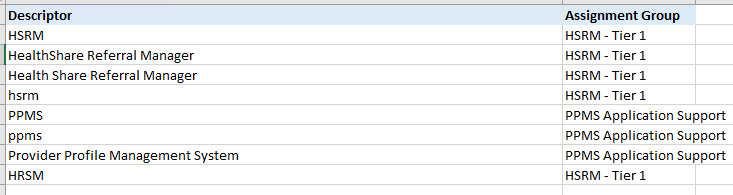 Descriptor Assignment Group
HSRM HSRM - Tier 1
HealthShare Referral Manager HSRM - Tier 1
Health Share Referral Manager HSRM - Tier 1
hsrm HSRM - Tier 1
PPMS PPMS Application Support
ppms PPMS Application Support
Provider Profile Management System PPMS Application Support
HRSM HSRM - Tier 1